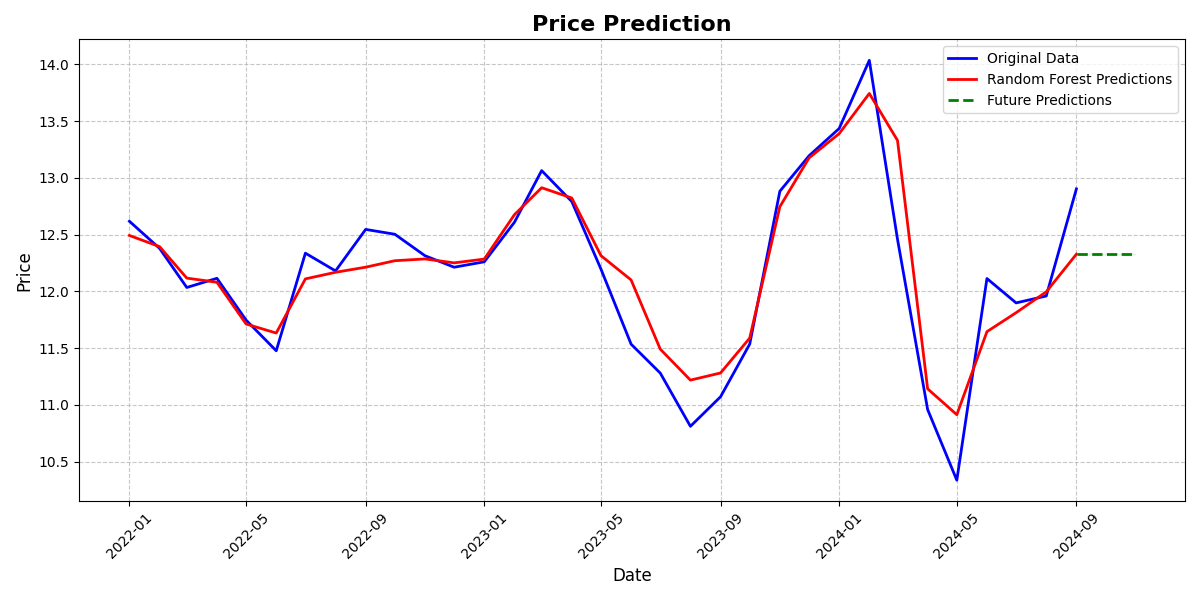 Price Prediction
Original Data
Random Forest Predictions
Future Predictions
Price
14.0
13.5
13.0
12.5
12.0
11.5
11.0
10.5
2022-01
2022-05
2022-09
2023-01
2023-05
2023-09
2024-01
2024-05
2024-09
Date